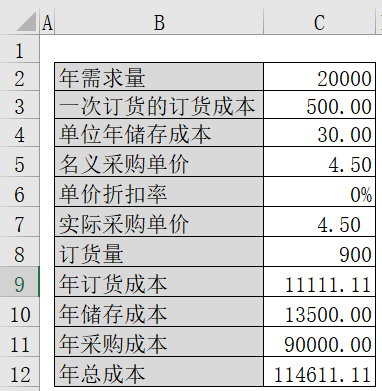 A B C
1
2 年需求量 20000
3 一次订货的订货成本 500.00
4 单位年储存成本 30.00
5 名义采购单价 4.50
6 单价折扣率 0%
7 实际采购单价 4.50
8 订货量 900
9 年订货成本 11111.11
10 年储存成本 13500.00
11 年采购成本 90000.00
12 年总成本 114611.11